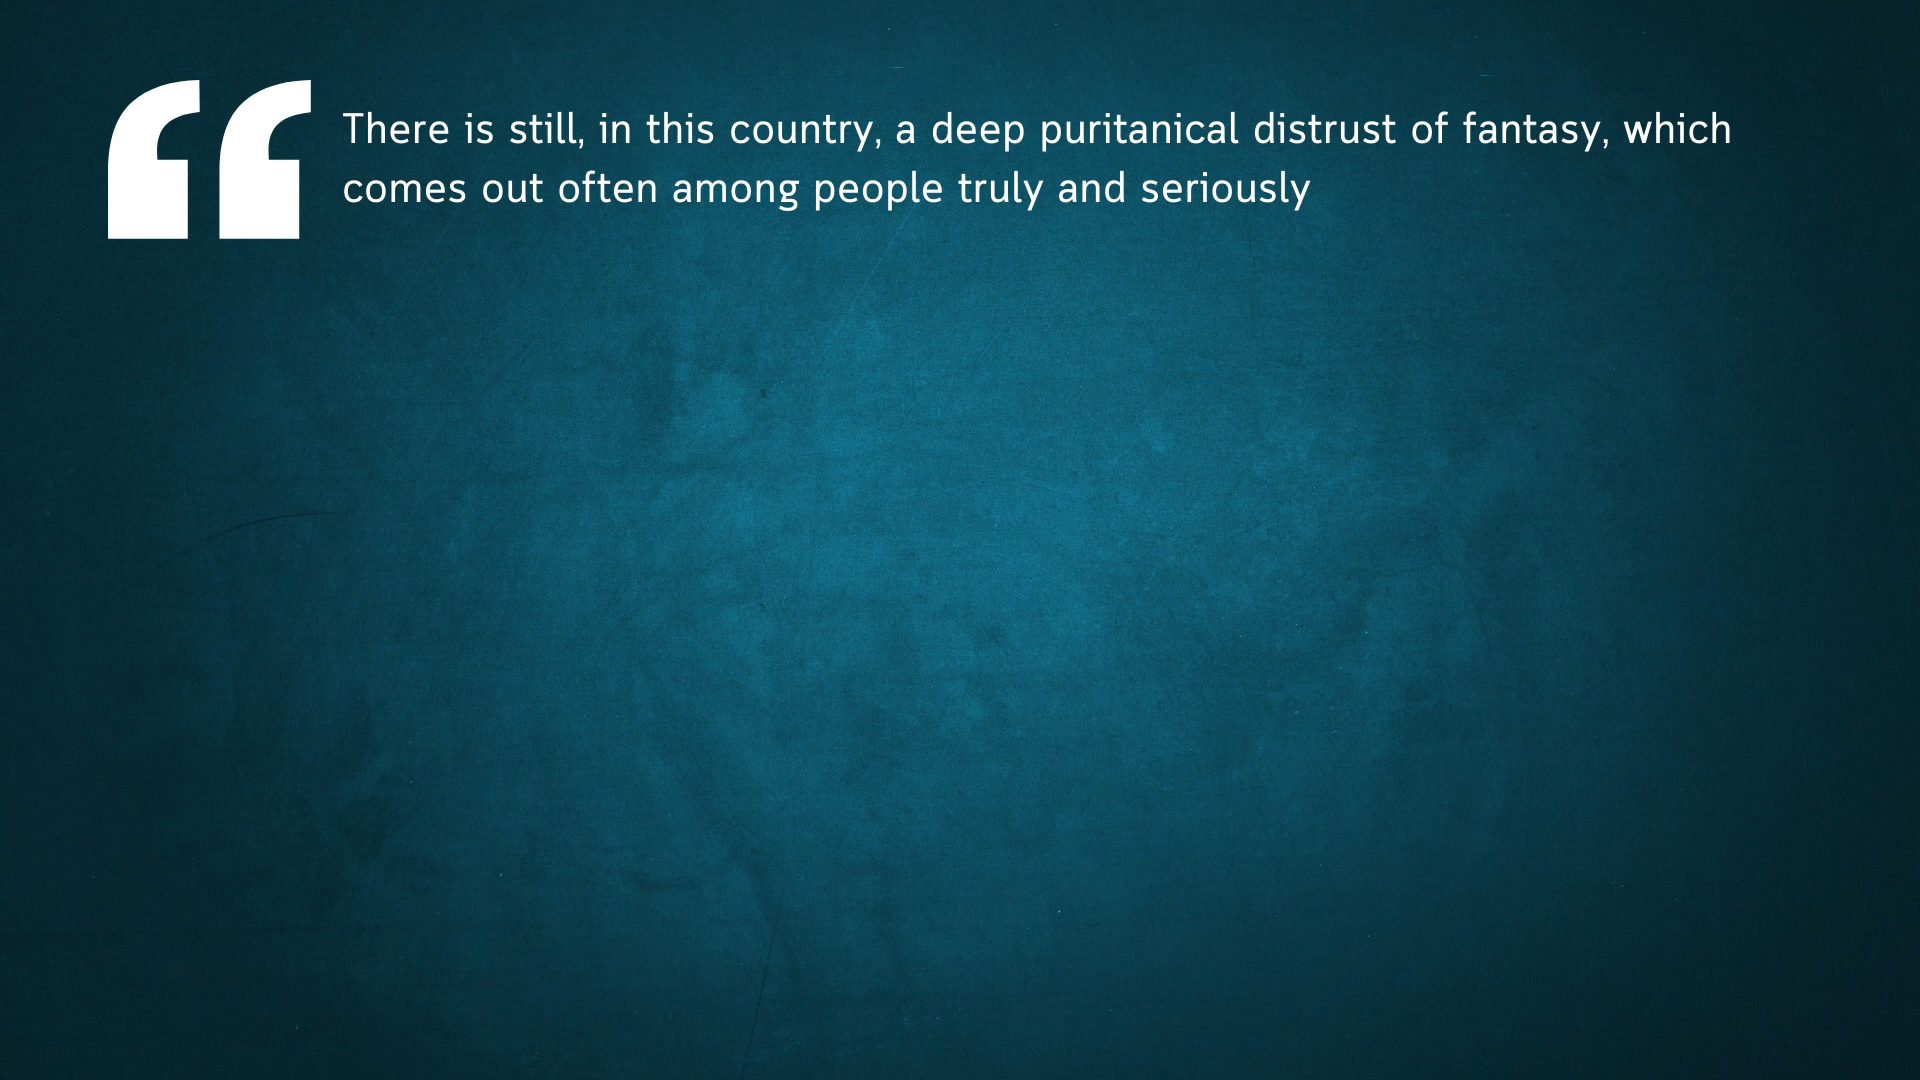 “
There is still, in this country, a deep puritanical distrust of fantasy, which
comes out often among people truly and seriously